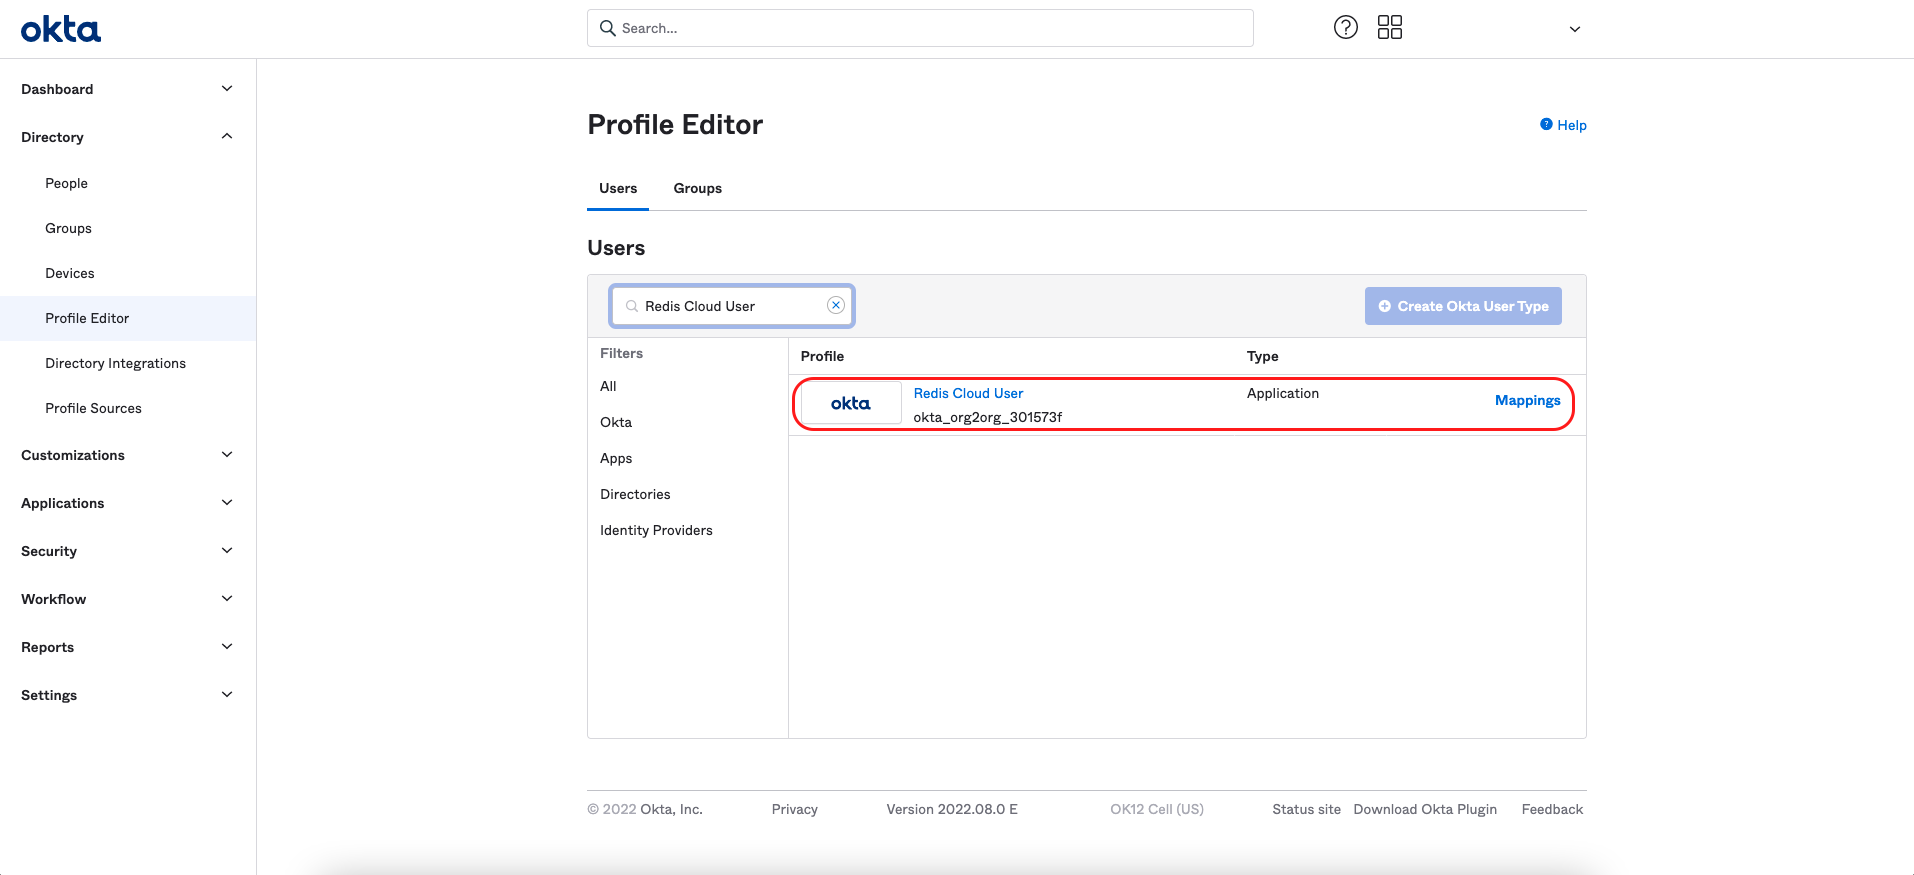 okta
Search...
Dashboard
Directory
People
Groups
Devices
Profile Editor
Directory Integrations
Profile Sources
Customizations
Applications
Security
Workflow
Reports
Settings
Profile Editor
Help
Users Groups
Users
Redis Cloud User
Create Okta User Type
Filters
All
Okta
Apps
Directories
Identity Providers
Profile Type
okta
Redis Cloud User Application Mappings
okta_org2org_301573f
© 2022 Okta, Inc. Privacy Version 2022.08.0 E OK12 Cell (US) Status site Download Okta Plugin Feedback